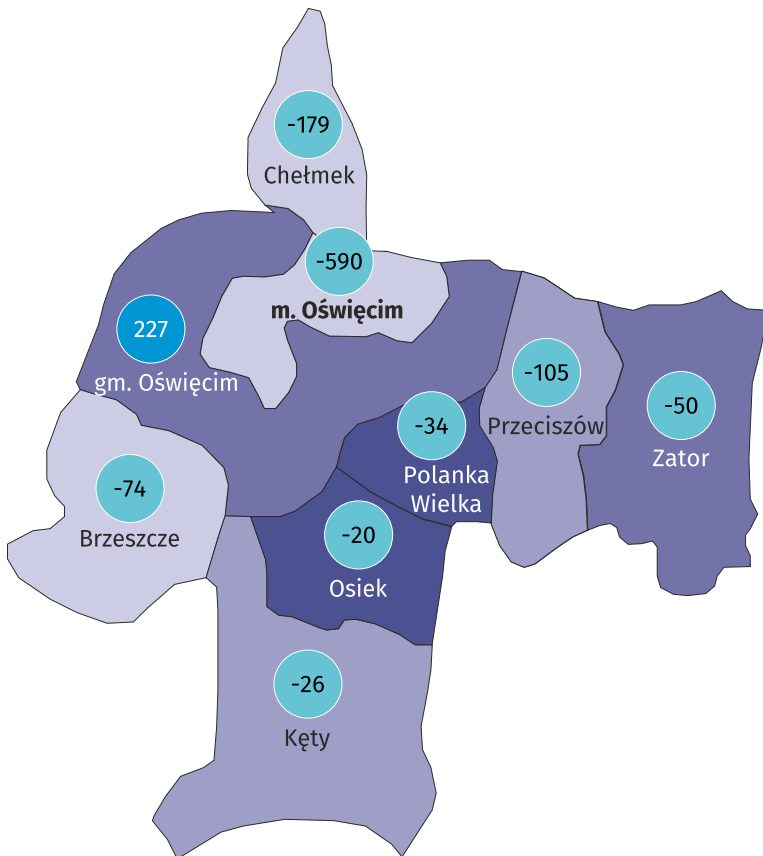 -179
Chełmek
-590
m. Oświęcim
227
gm. Oświęcim
-105
Przeciszów
-50
Zator
-34
Polanka
Wielka
-74
Brzeszcze
-20
Osiek
-26
Kęty